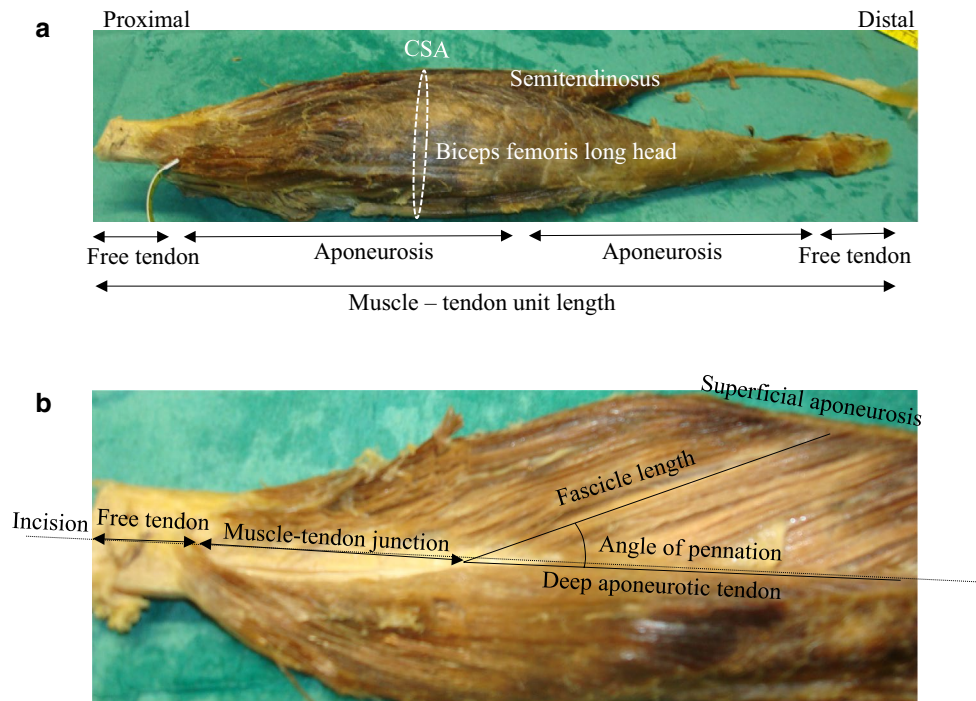 a
Proximal
Distal
CSA
Semitendinosus
Biceps femoris long head
Free tendon
Aponeurosis
Aponeurosis
Free tendon
Muscle – tendon unit length
b
Superficial aponeurosis
Fascicle length
Incision
Free tendon
Muscle-tendon junction
Angle of pennation
Deep aponeurotic tendon